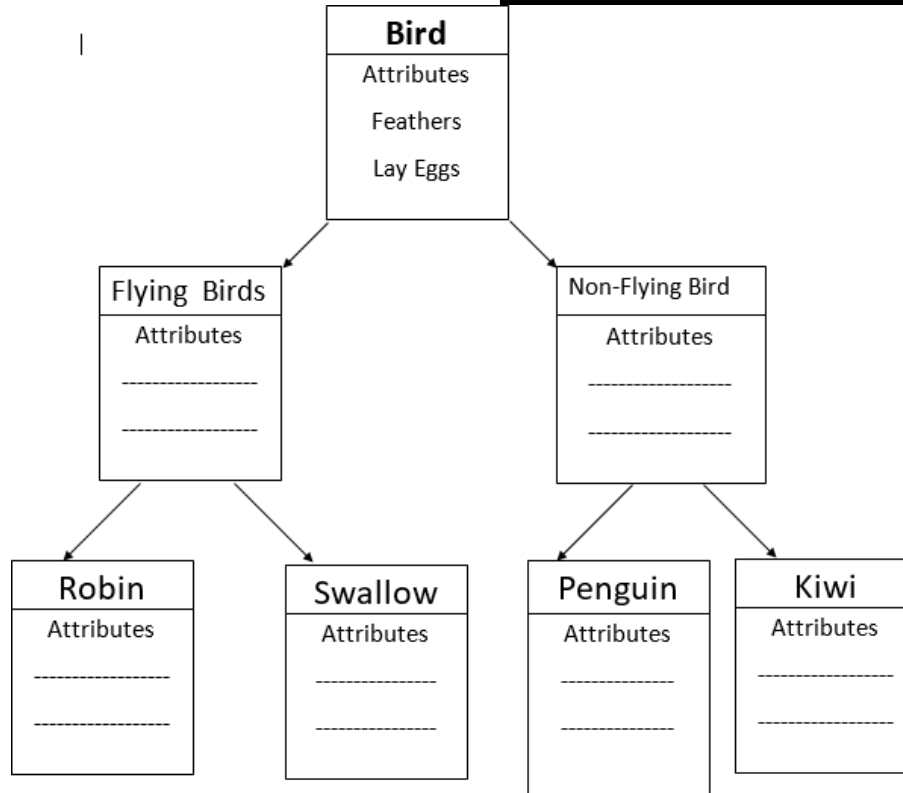 Bird
Attributes
Feathers
Lay Eggs
Flying Birds
Attributes
-------------------
-------------------
Non-Flying Bird
Attributes
--------------------
--------------------
Robin
Attributes
-------------------
-------------------
Swallow
Attributes
-----------------
-----------------
Penguin
Attributes
----------------
----------------
Kiwi
Attributes
-------------------
-------------------